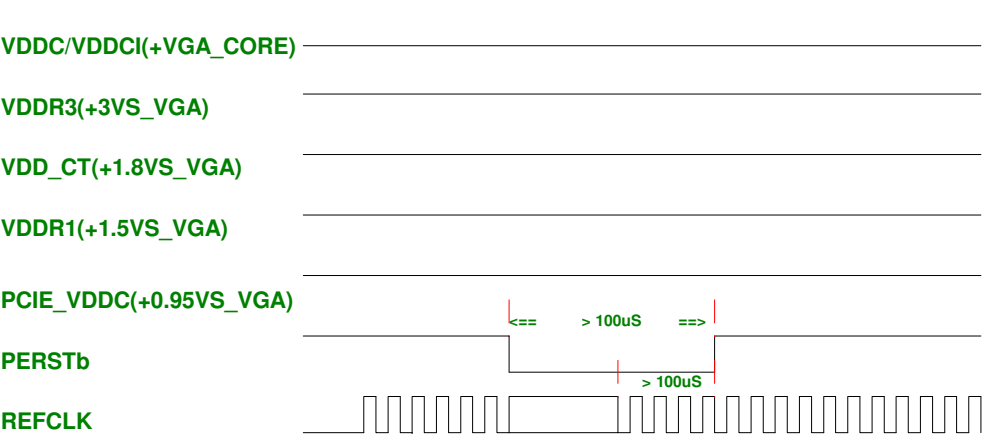 VDDC/VDDCI(+VGA_CORE)
VDDR3(+3VS_VGA)
VDD_CT(+1.8VS_VGA)
VDDR1(+1.5VS_VGA)
PCIE_VDDC(+0.95VS_VGA)
<== > 100uS ==>
PERSTb
> 100uS
REFCLK